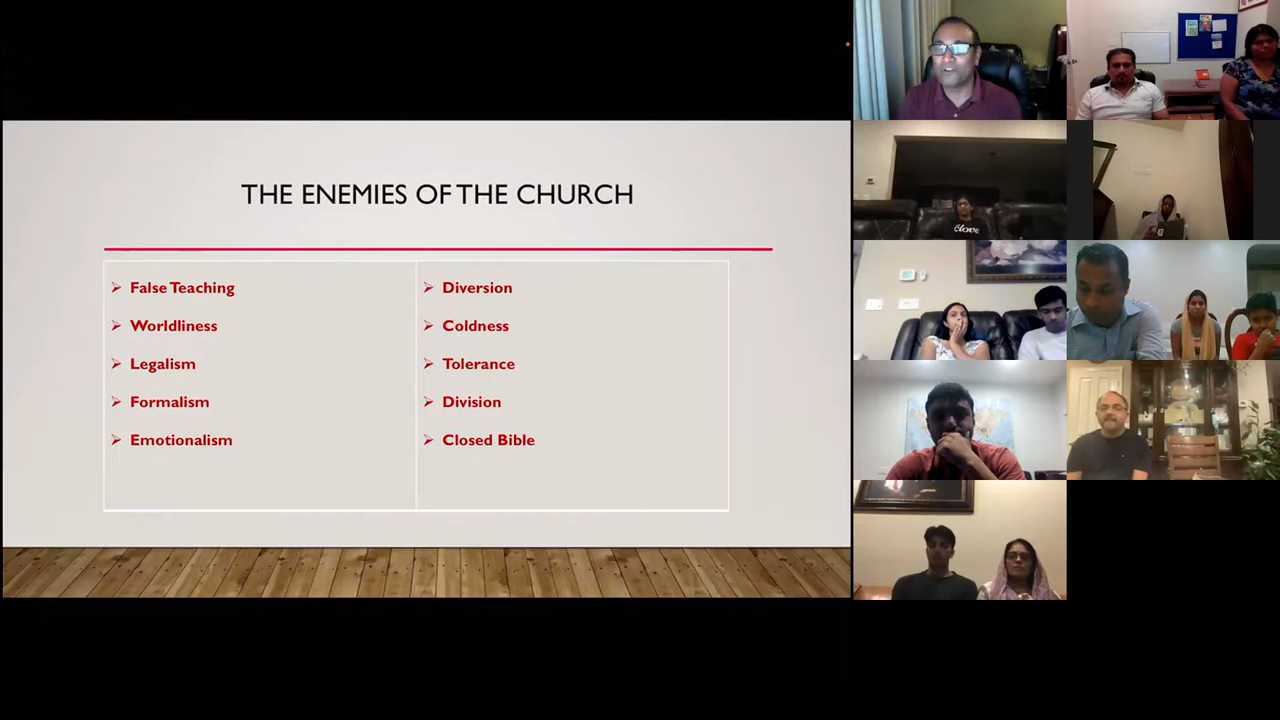 THE ENEMIES OF THE CHURCH
False Teaching
Worldliness
Legalism
Formalism
Emotionalism
Diversion
Coldness
Tolerance
Division
Closed Bible